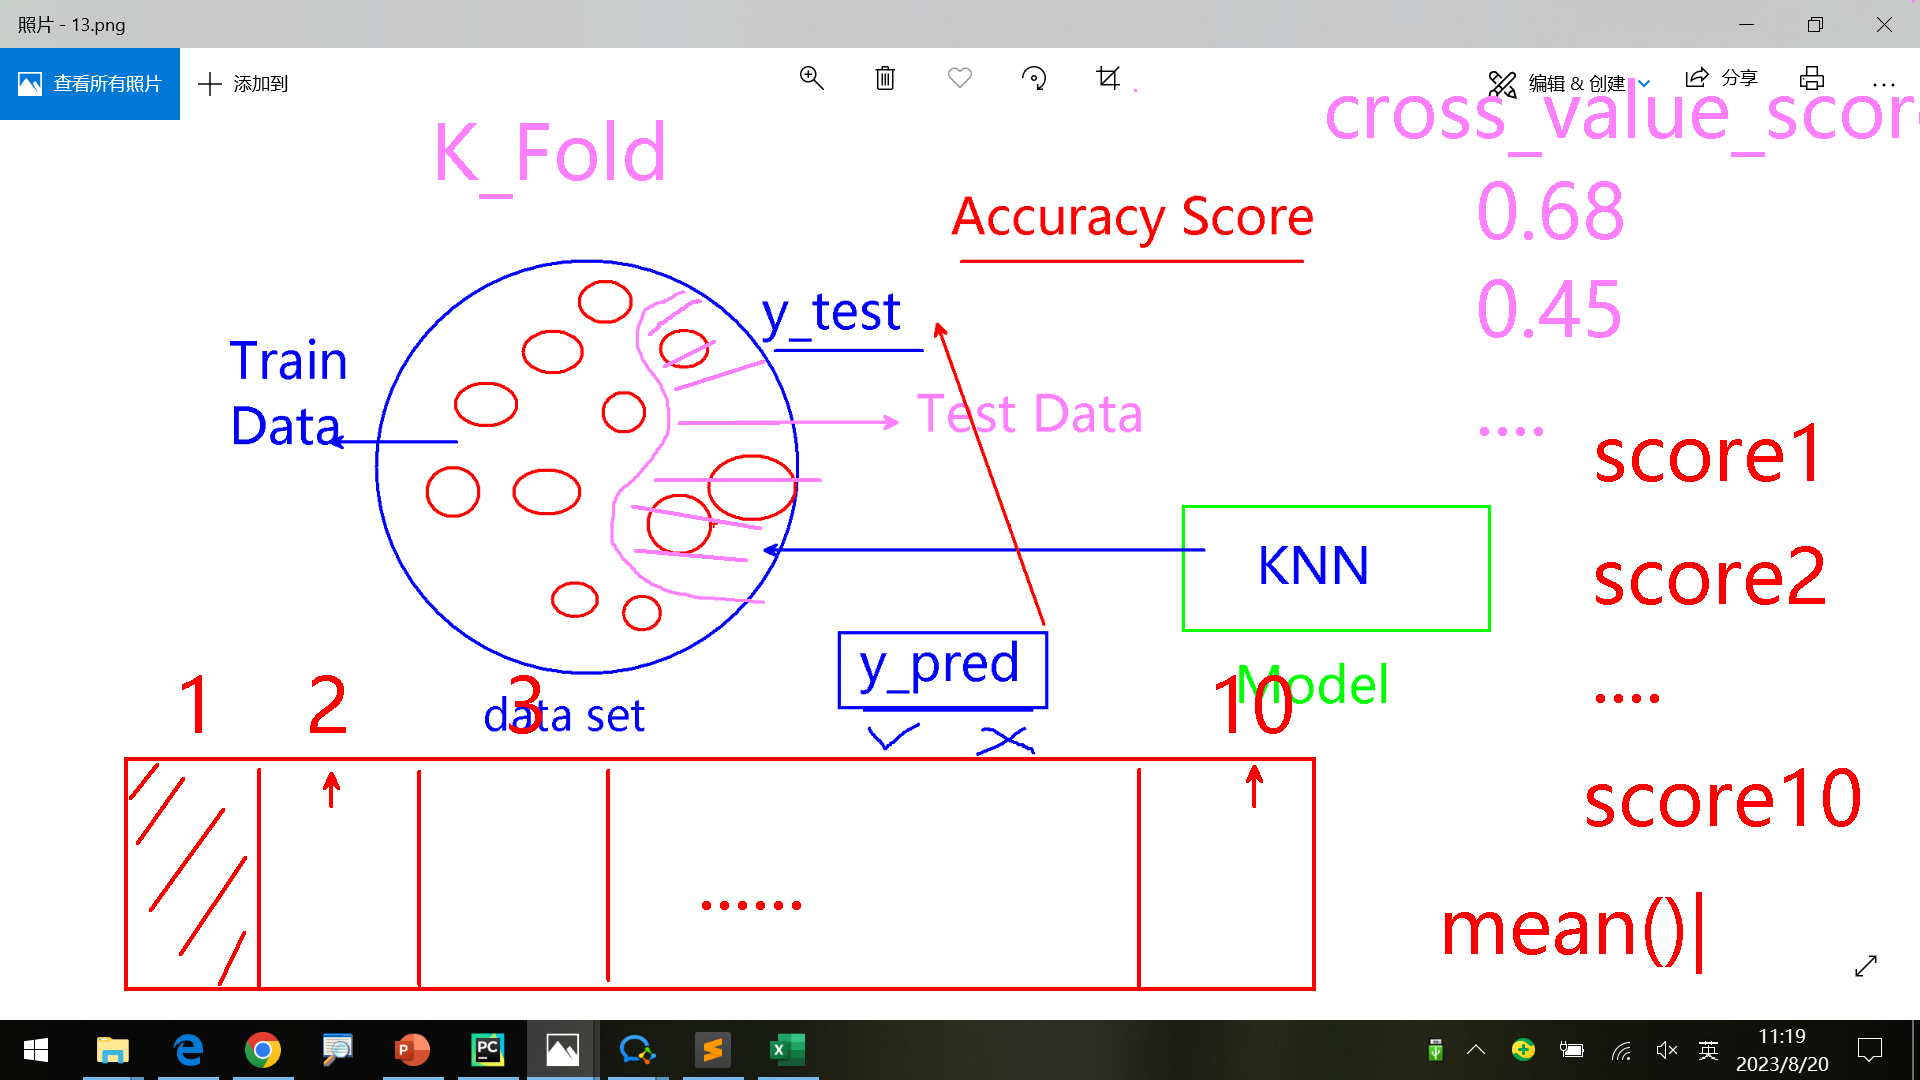 照片 - 13.png
查看所有照片
添加到
编辑 & 创建
分享
cross_value_scor
K_Fold
0.68
Accuracy Score
0.45
y_test
Train
Data
Test Data
....
score1
KNN
score2
y_pred
Model
....
1
2
3
10
data set
score10
......
mean()
11:19
英
2023/8/20